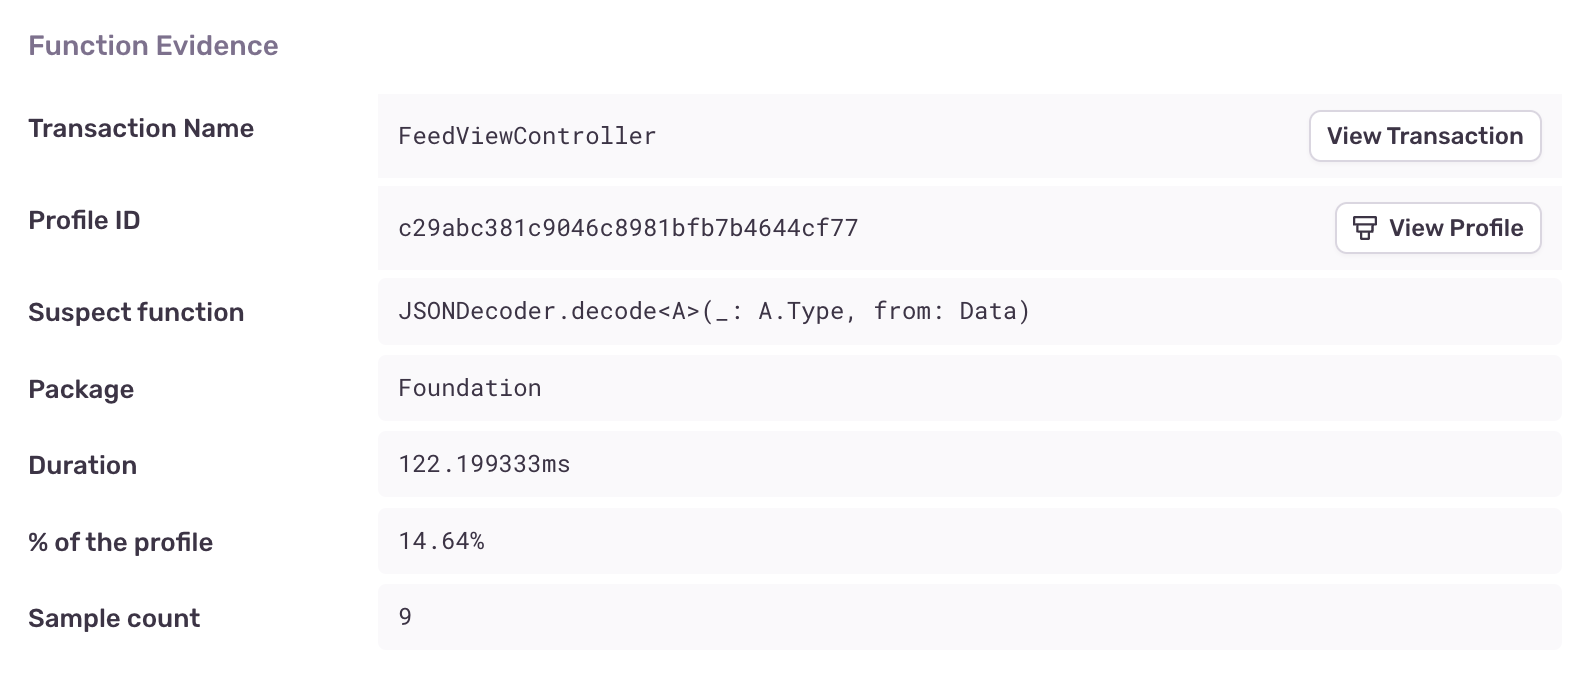 Function Evidence
Transaction Name
FeedViewController
View Transaction
Profile ID
c29abc381c9046c8981bfb7b4644cf77
View Profile
Suspect function
JSONDecoder.decode<A>(_: A.Type, from: Data)
Package
Foundation
Duration
122.199333ms
% of the profile
14.64%
Sample count
9